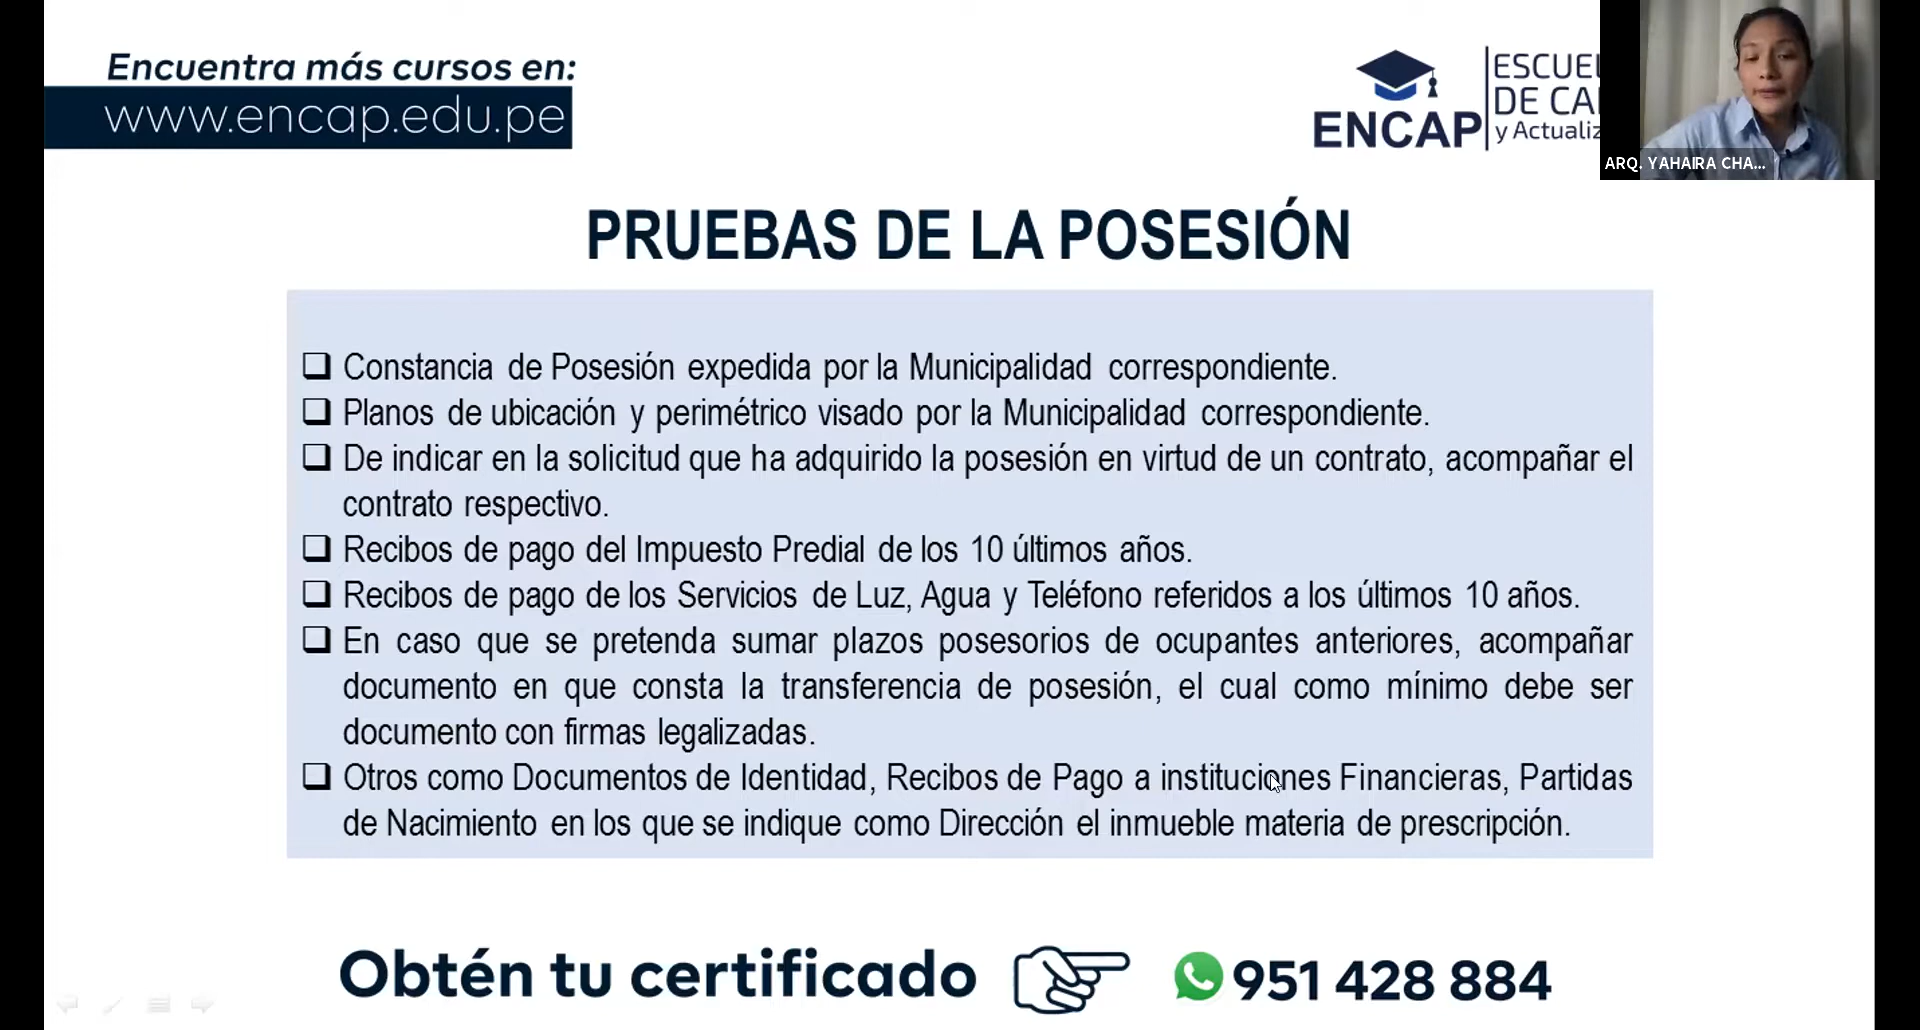 Encuentra más cursos en:
www.encap.edu.pe
ENCAP
ESCUE
DE CA
y Actualiz
ARQ. YAHAIRA CHA...
PRUEBAS DE LA POSESIÓN
Constancia de Posesión expedida por la Municipalidad correspondiente.
Planos de ubicación y perimétrico visado por la Municipalidad correspondiente.
De indicar en la solicitud que ha adquirido la posesión en virtud de un contrato, acompañar el
contrato respectivo.
Recibos de pago del Impuesto Predial de los 10 últimos años.
Recibos de pago de los Servicios de Luz, Agua y Teléfono referidos a los últimos 10 años.
En caso que se pretenda sumar plazos posesorios de ocupantes anteriores, acompañar
documento en que consta la transferencia de posesión, el cual como mínimo debe ser
documento con firmas legalizadas.
Otros como Documentos de Identidad, Recibos de Pago a instituciones Financieras, Partidas
de Nacimiento en los que se indique como Dirección el inmueble materia de prescripción.
Obtén tu certificado
951 428 884